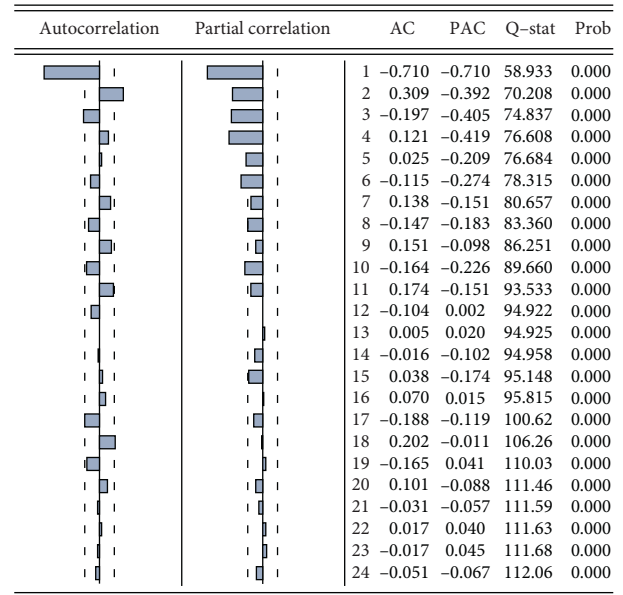 Autocorrelation Partial correlation AC PAC Q–stat Prob
1 –0.710 –0.710 58.933 0.000
2 0.309 –0.392 70.208 0.000
3 –0.197 –0.405 74.837 0.000
4 0.121 –0.419 76.608 0.000
5 0.025 –0.209 76.684 0.000
6 –0.115 –0.274 78.315 0.000
7 0.138 –0.151 80.657 0.000
8 –0.147 –0.183 83.360 0.000
9 0.151 –0.098 86.251 0.000
10 –0.164 –0.226 89.660 0.000
11 0.174 –0.151 93.533 0.000
12 –0.104 0.002 94.922 0.000
13 0.005 0.020 94.925 0.000
14 –0.016 –0.102 94.958 0.000
15 0.038 –0.174 95.148 0.000
16 0.070 0.015 95.815 0.000
17 –0.188 –0.119 100.62 0.000
18 0.202 –0.011 106.26 0.000
19 –0.165 0.041 110.03 0.000
20 0.101 –0.088 111.46 0.000
21 –0.031 –0.057 111.59 0.000
22 0.017 0.040 111.63 0.000
23 –0.017 0.045 111.68 0.000
24 –0.051 –0.067 112.06 0.000